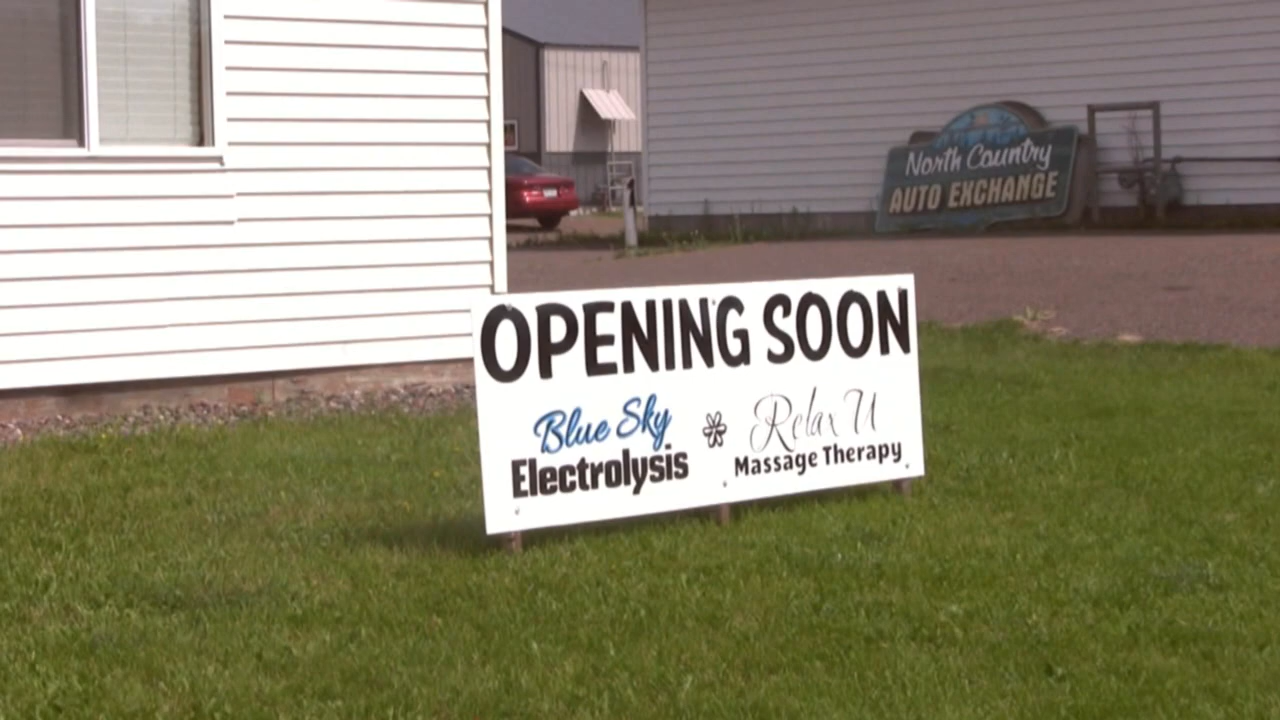 North Country
AUTO EXCHANGE
OPENING SOON
Blue Sky
Electrolysis
Relax U
Massage Therapy